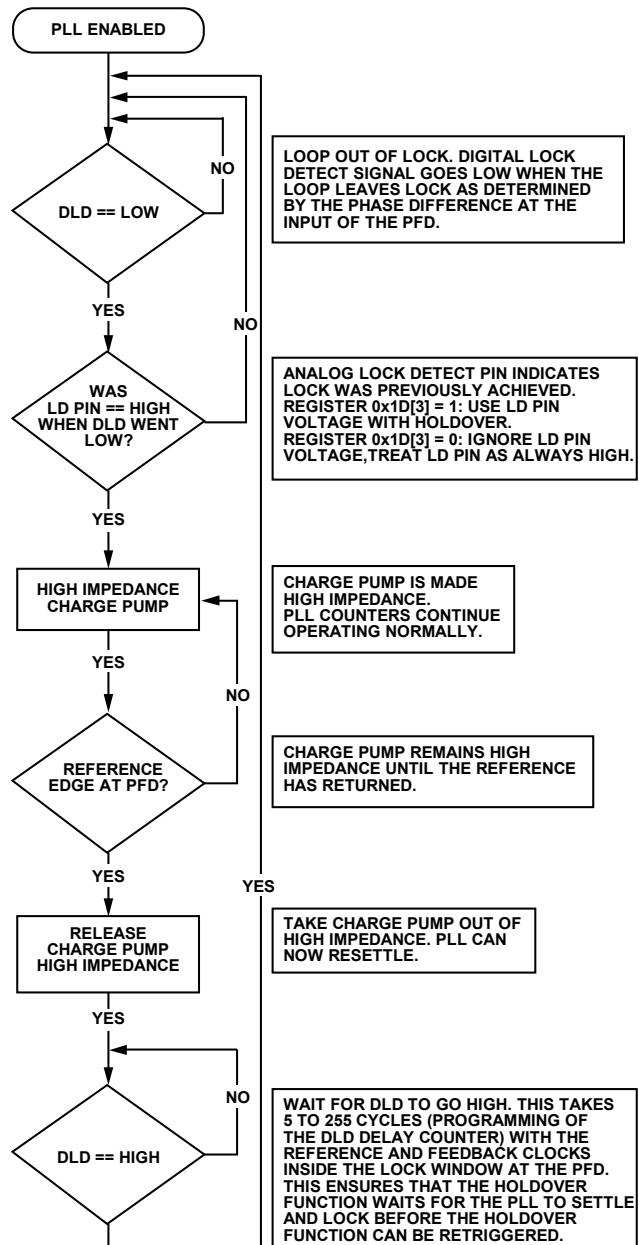 PLL ENABLED
NO
LOOP OUT OF LOCK. DIGITAL LOCK
DETECT SIGNAL GOES LOW WHEN THE
LOOP LEAVES LOCK AS DETERMINED
BY THE PHASE DIFFERENCE AT THE
INPUT OF THE PFD.
DLD == LOW
YES
NO
WAS
LD PIN == HIGH
WHEN DLD WENT
LOW?
ANALOG LOCK DETECT PIN INDICATES
LOCK WAS PREVIOUSLY ACHIEVED.
REGISTER 0x1D[3] = 1: USE LD PIN
VOLTAGE WITH HOLDOVER.
REGISTER 0x1D[3] = 0: IGNORE LD PIN
VOLTAGE,TREAT LD PIN AS ALWAYS HIGH.
YES
HIGH IMPEDANCE
CHARGE PUMP
CHARGE PUMP IS MADE
HIGH IMPEDANCE.
PLL COUNTERS CONTINUE
OPERATING NORMALLY.
YES
NO
REFERENCE
EDGE AT PFD?
CHARGE PUMP REMAINS HIGH
IMPEDANCE UNTIL THE REFERENCE
HAS RETURNED.
YES
YES
RELEASE
CHARGE PUMP
HIGH IMPEDANCE
TAKE CHARGE PUMP OUT OF
HIGH IMPEDANCE. PLL CAN
NOW RESETTLE.
YES
NO
DLD == HIGH
WAIT FOR DLD TO GO HIGH. THIS TAKES
5 TO 255 CYCLES (PROGRAMMING OF
THE DLD DELAY COUNTER) WITH THE
REFERENCE AND FEEDBACK CLOCKS
INSIDE THE LOCK WINDOW AT THE PFD.
THIS ENSURES THAT THE HOLDOVER
FUNCTION WAITS FOR THE PLL TO SETTLE
AND LOCK BEFORE THE HOLDOVER
FUNCTION CAN BE RETRIGGERED.